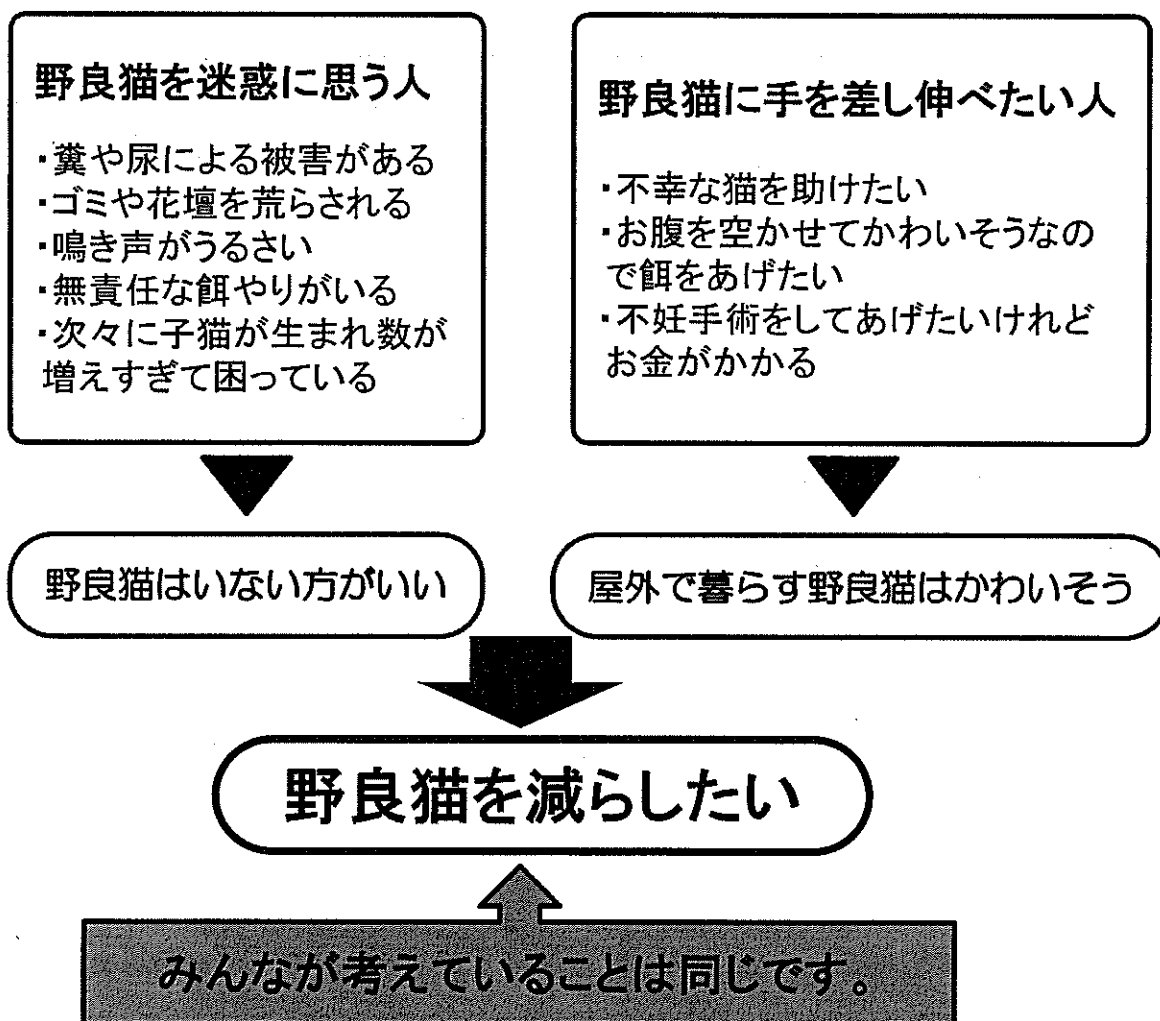 野良猫を迷惑に思う人
・糞や尿による被害がある
・ゴミや花壇を荒らされる
・鳴き声がうるさい
・無責任な餌やりがいる
・次々に子猫が生まれ数が
増えすぎて困っている
野良猫に手を差し伸べたい人
・不幸な猫を助けたい
・お腹を空かせてかわいそうなの
で餌をあげたい
・不妊手術をしてあげたいけれど
お金がかかる
野良猫はいない方がいい
屋外で暮らす野良猫はかわいそう
野良猫を減らしたい
みんなが考えていることは同じです。